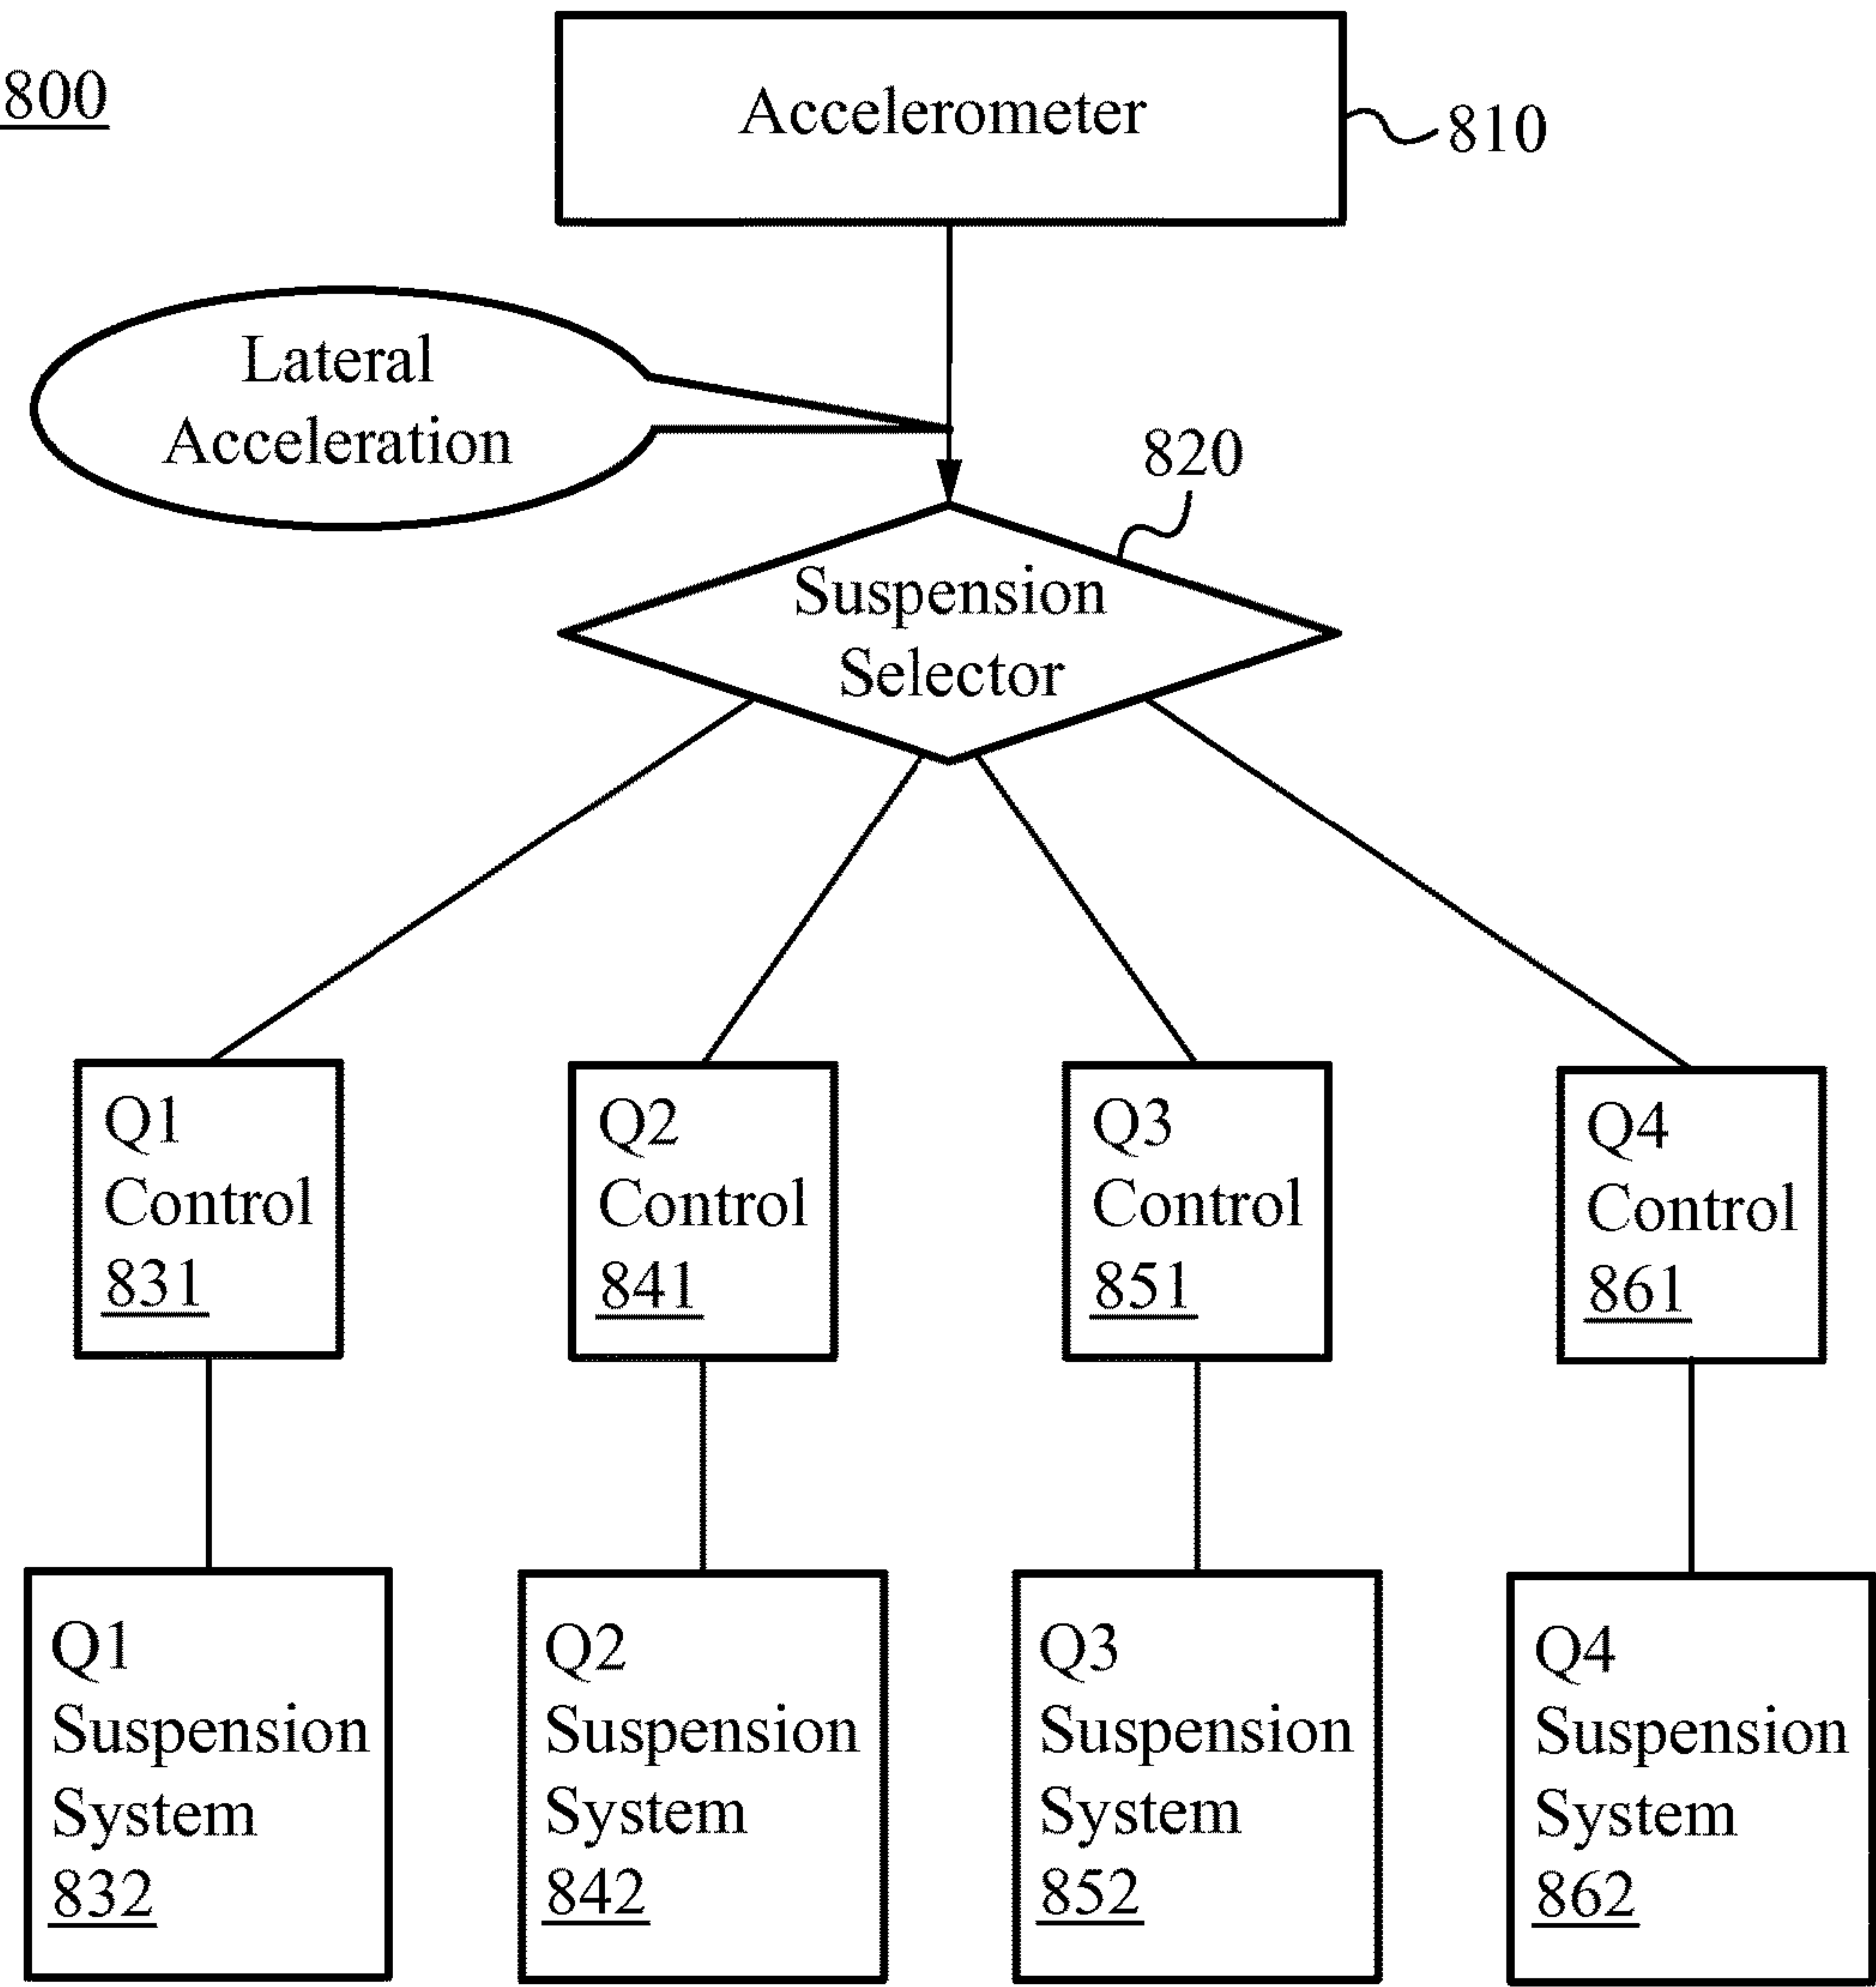 800
Accelerometer
810
Lateral
Acceleration
820
Suspension
Selector
Q1
Control
831
Q2
Control
841
Q3
Control
851
Q4
Control
861
Q1
Suspension
System
832
Q2
Suspension
System
842
Q3
Suspension
System
852
Q4
Suspension
System
862